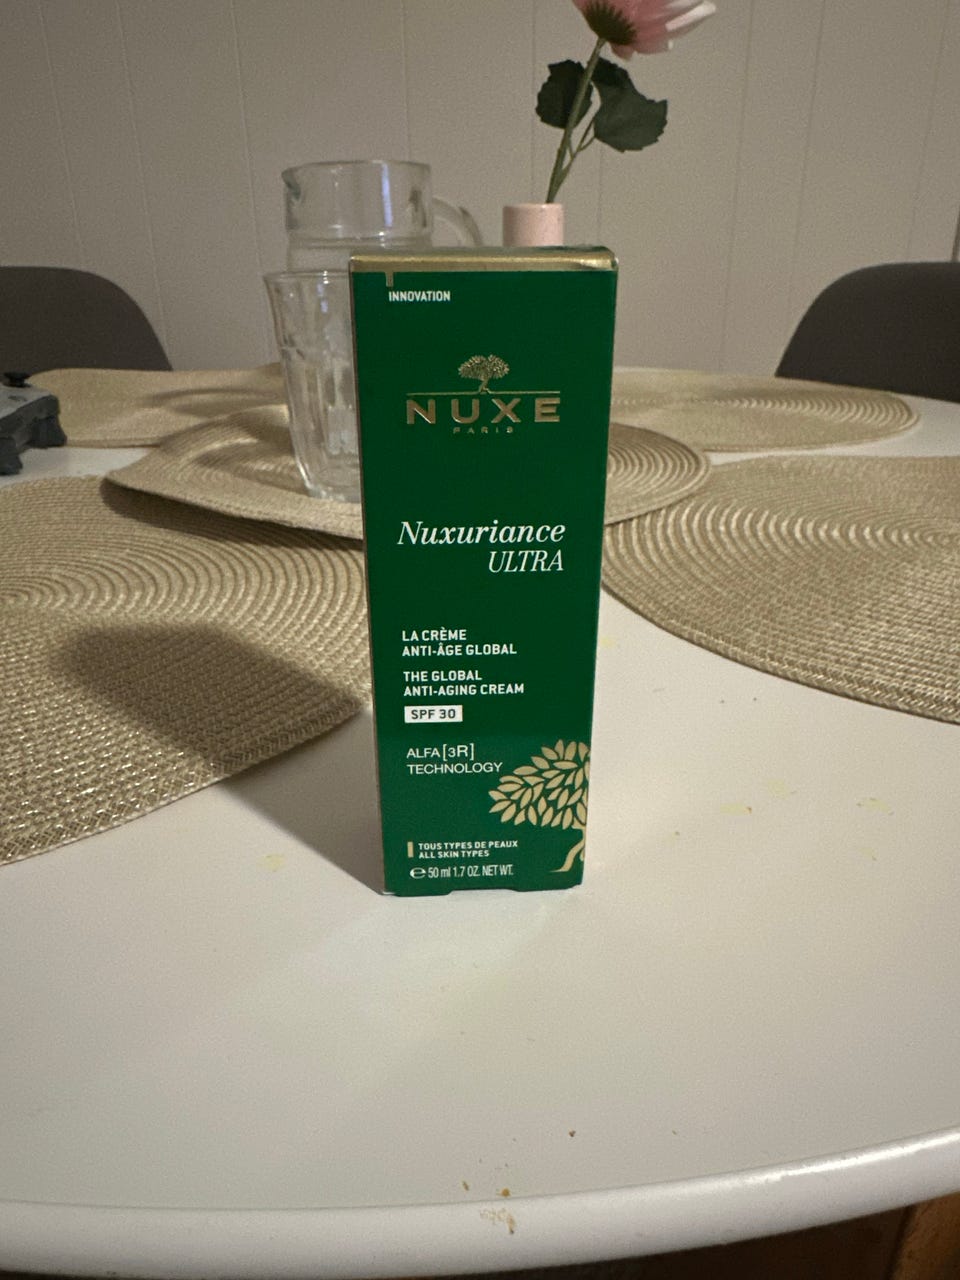 INNOVATION
NUXE
PARIS
Nuxuriance
ULTRA
LA CRÈME
ANTI-ÂGE GLOBAL
THE GLOBAL
ANTI-AGING CREAM
SPF 30
ALFA [3R]
TECHNOLOGY
TOUS TYPES DE PEAUX
ALL SKIN TYPES
℮ 50 ml 1.7 OZ. NET WT.